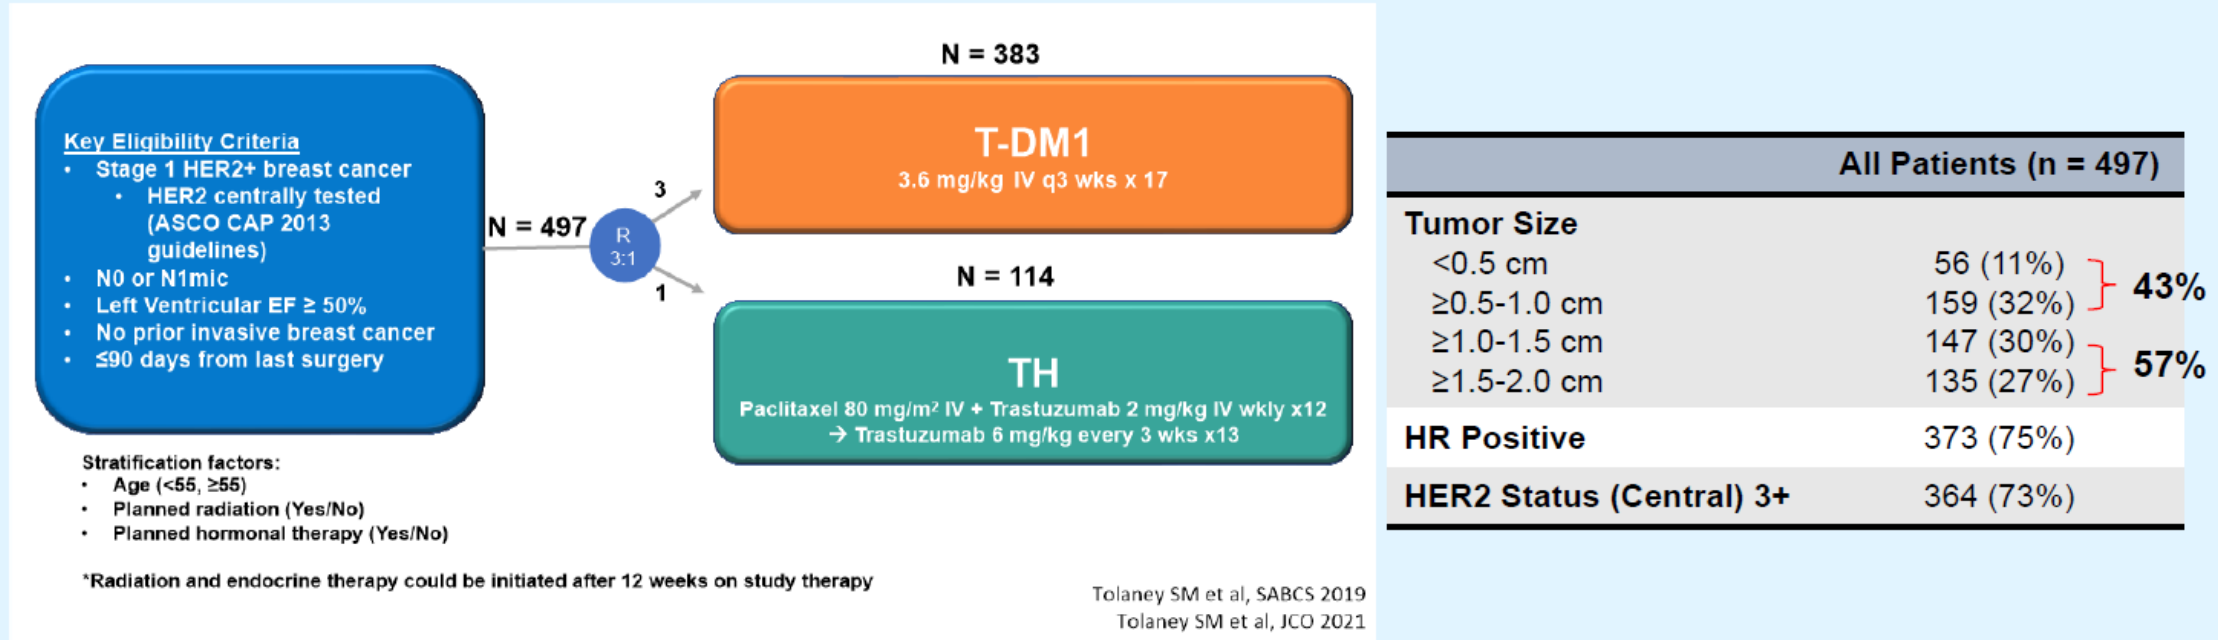 Key Eligibility Criteria
• Stage 1 HER2+ breast cancer
• HER2 centrally tested
(ASCO CAP 2013
guidelines)
• N0 or N1mic
• Left Ventricular EF ≥ 50%
• No prior invasive breast cancer
• ≤90 days from last surgery
N = 497
R
3:1
3
1
N = 383
T-DM1
3.6 mg/kg IV q3 wks x 17
N = 114
TH
Paclitaxel 80 mg/m² IV + Trastuzumab 2 mg/kg IV wkly x12
→ Trastuzumab 6 mg/kg every 3 wks x13
Stratification factors:
• Age (<55, ≥55)
• Planned radiation (Yes/No)
• Planned hormonal therapy (Yes/No)
*Radiation and endocrine therapy could be initiated after 12 weeks on study therapy
Tolaney SM et al, SABCS 2019
Tolaney SM et al, JCO 2021
All Patients (n = 497)
Tumor Size
<0.5 cm 56 (11%)
≥0.5-1.0 cm 159 (32%)
43%
≥1.0-1.5 cm 147 (30%)
≥1.5-2.0 cm 135 (27%)
57%
HR Positive 373 (75%)
HER2 Status (Central) 3+ 364 (73%)